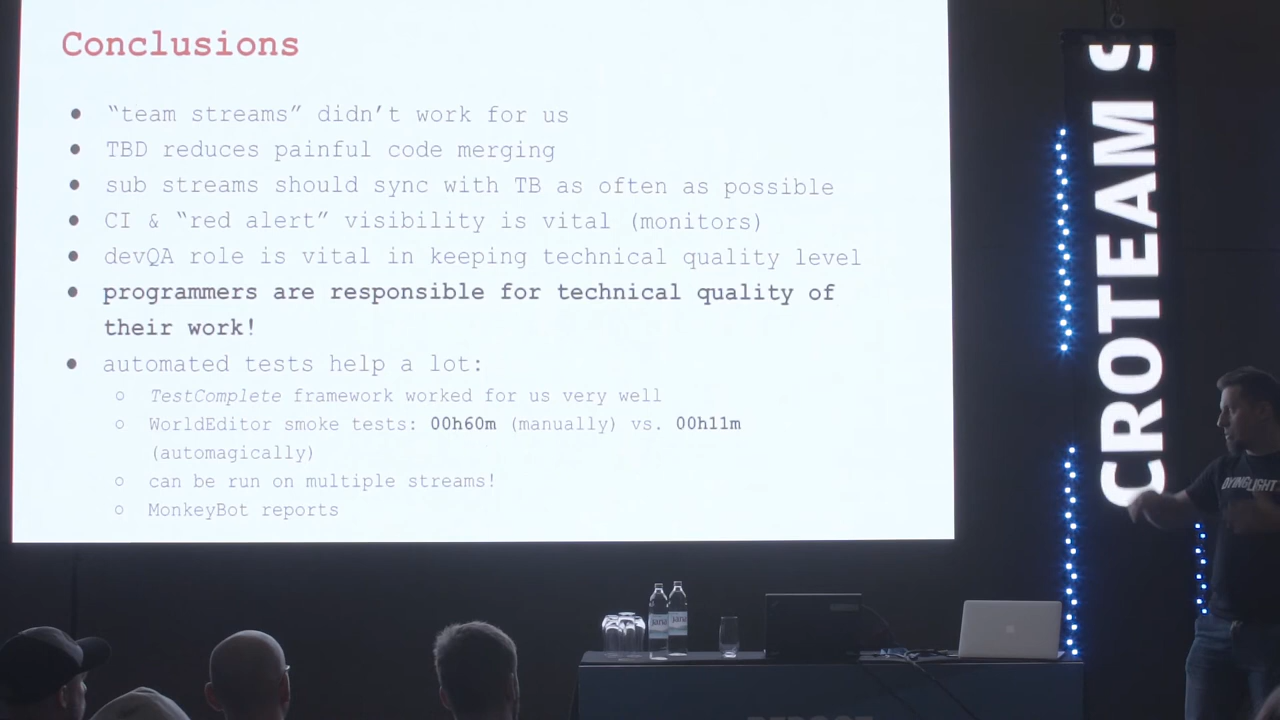 Conclusions
● “team streams” didn’t work for us
● TBD reduces painful code merging
● sub streams should sync with TB as often as possible
● CI & “red alert” visibility is vital (monitors)
● devQA role is vital in keeping technical quality level
● programmers are responsible for technical quality of
their work!
● automated tests help a lot:
○ TestComplete framework worked for us very well
○ WorldEditor smoke tests: 00h60m (manually) vs. 00h11m
(automagically)
○ can be run on multiple streams!
○ MonkeyBot reports
CROTEAM
DYING LIGHT
jana
jana
REBOOT